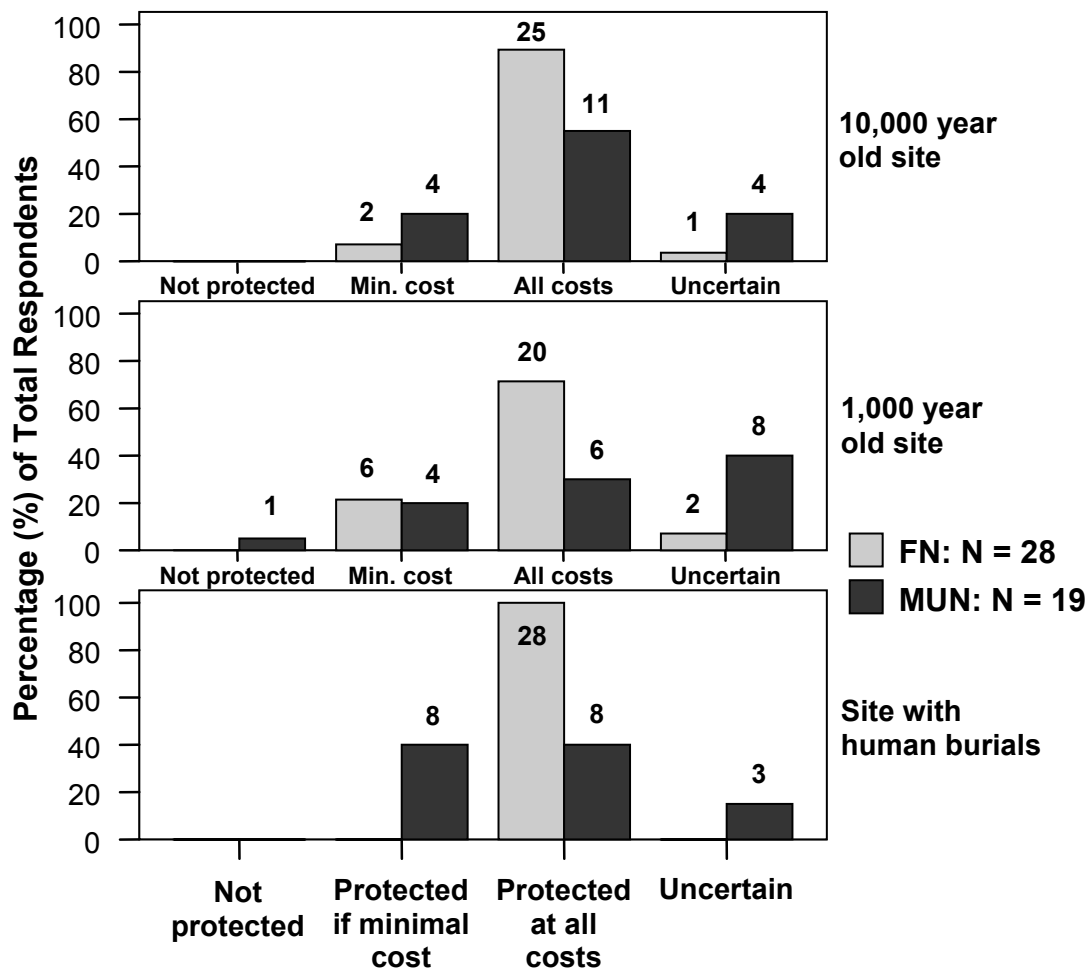 Percentage (%) of Total Respondents
100
80
60
40
20
0
2
4
25
11
1
4
Not protected
Min. cost
All costs
Uncertain
10,000 year
old site
100
80
60
40
20
0
1
6
4
20
6
2
8
Not protected
Min. cost
All costs
Uncertain
1,000 year
old site
FN: N = 28
MUN: N = 19
100
80
60
40
20
0
8
28
8
3
Site with
human burials
Not
protected
Protected
if minimal
cost
Protected
at all
costs
Uncertain